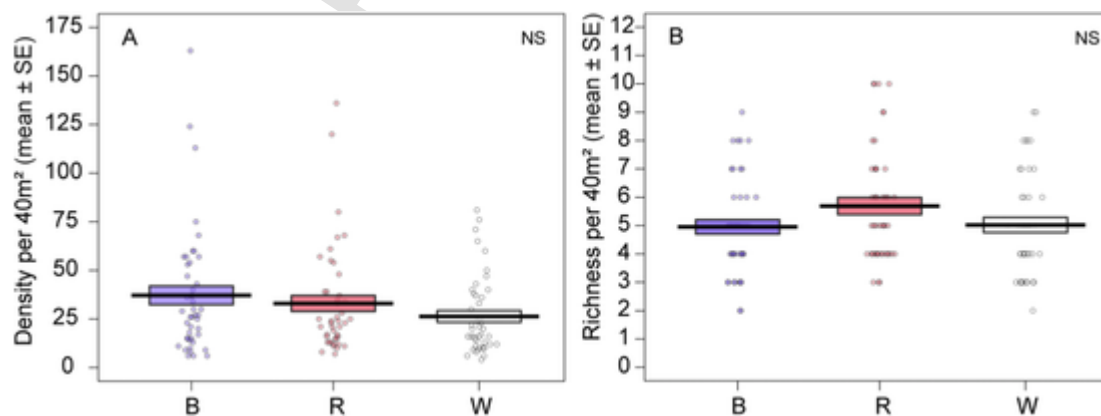 A
NS
Density per 40m² (mean ± SE)
175
150
125
100
75
50
25
0
B
R
W
B
NS
Richness per 40m² (mean ± SE)
12
11
10
9
8
7
6
5
4
3
2
1
0
B
R
W